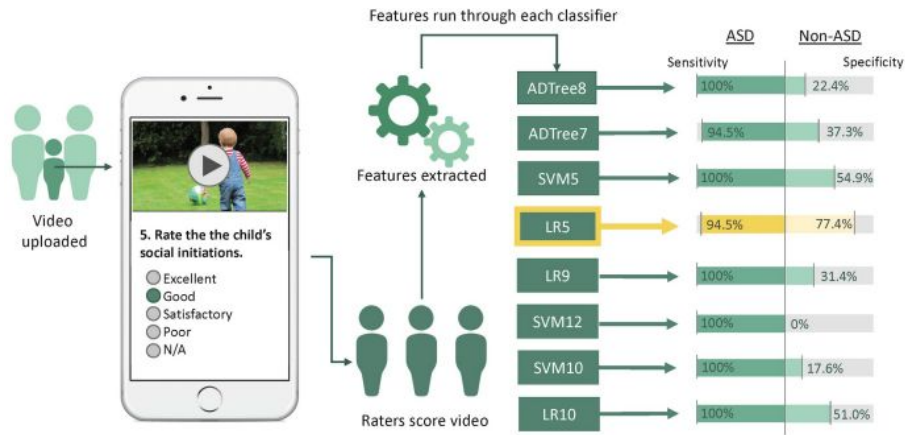 Features run through each classifier
ASD
Non-ASD
Sensitivity
Specificity
ADTree8
100%
22.4%
ADTree7
94.5%
37.3%
Features extracted
SVM5
100%
54.9%
Video
uploaded
5. Rate the the child's
social initiations.
Excellent
Good
Satisfactory
Poor
N/A
LR5
94.5%
77.4%
LR9
100%
31.4%
SVM12
100%
0%
SVM10
100%
17.6%
Raters score video
LR10
100%
51.0%